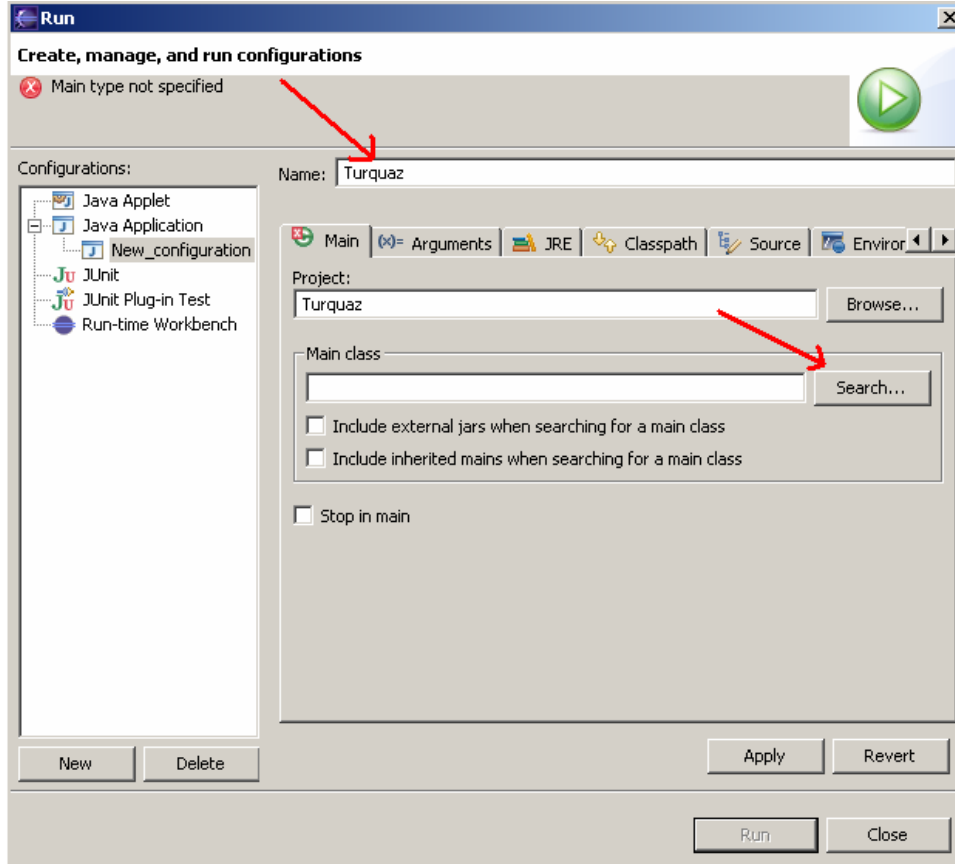 Run
Create, manage, and run configurations
Main type not specified
Configurations:
Java Applet
Java Application
New_configuration
JUnit
JUnit Plug-in Test
Run-time Workbench
New
Delete
Name: Turquaz
Main
(x)= Arguments
JRE
Classpath
Source
Environ
Project:
Turquaz
Browse...
Main class
Search...
Include external jars when searching for a main class
Include inherited mains when searching for a main class
Stop in main
Apply
Revert
Run
Close